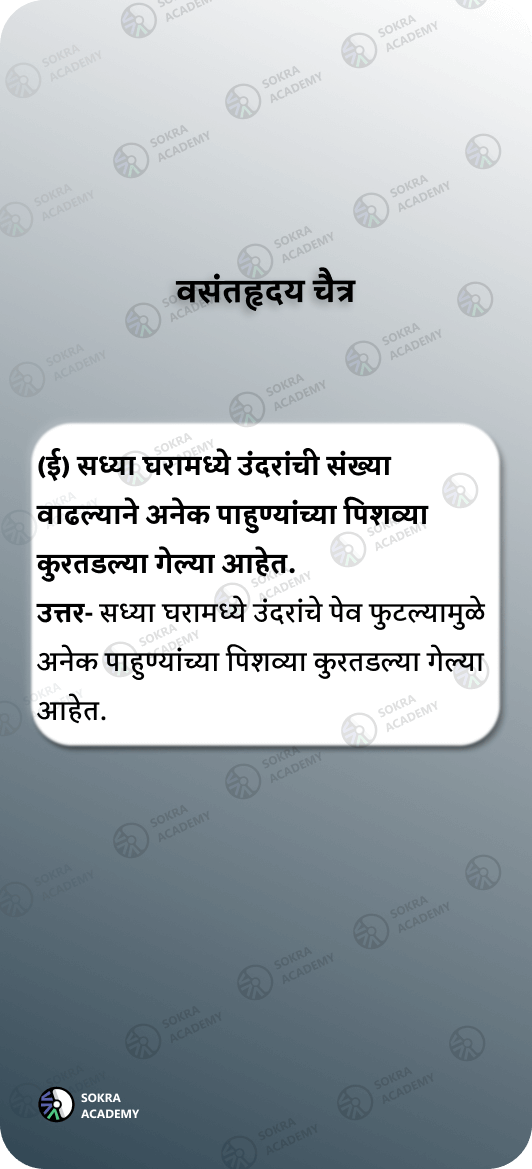 वसंतहृदय चैत्र
(ई) सध्या घरामध्ये उंदरांची संख्या
वाढल्याने अनेक पाहुण्यांच्या पिशव्या
कुरतडल्या गेल्या आहेत.
उत्तर- सध्या घरामध्ये उंदरांचे पेव फुटल्यामुळे
अनेक पाहुण्यांच्या पिशव्या कुरतडल्या गेल्या
आहेत.
SOKRA
ACADEMY